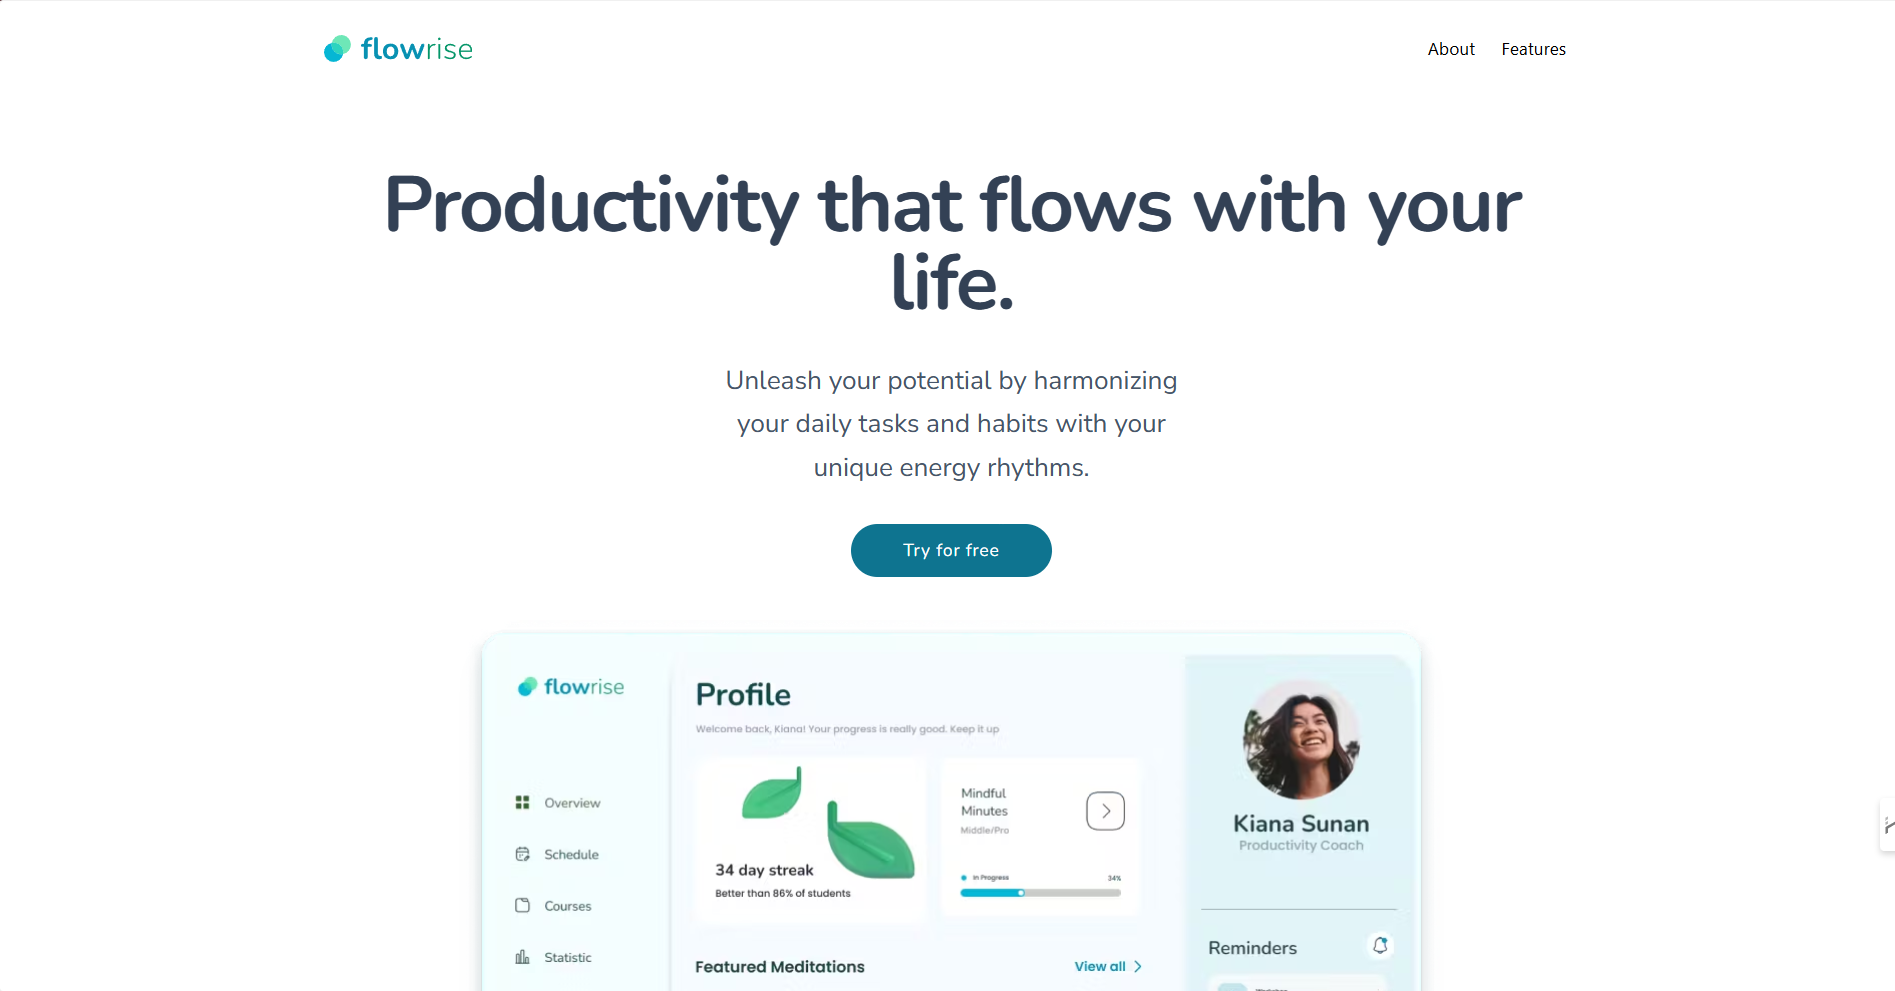 flowrise
About
Features
Productivity that flows with your
life.
Unleash your potential by harmonizing
your daily tasks and habits with your
unique energy rhythms.
Try for free
flowrise
Overview
Schedule
Courses
Statistic
Profile
Welcome back, Kiana! Your progress is really good. Keep it up
34 day streak
Better than 86% of students
Mindful
Minutes
Middle/Pro
In Progress
34%
Featured Meditations
View all
Kiana Sunan
Productivity Coach
Reminders